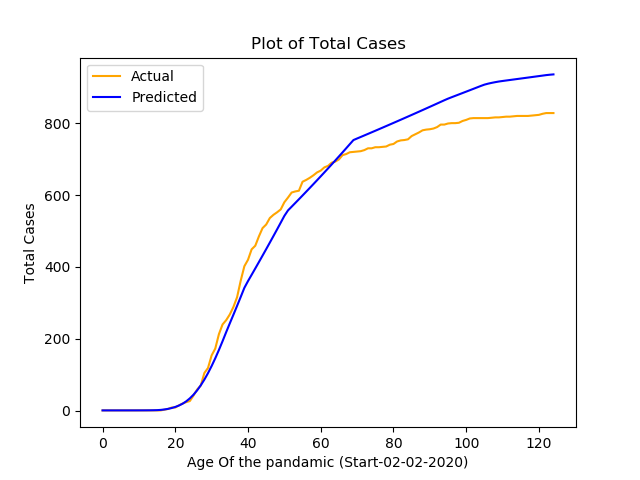 Plot of Total Cases
Actual
Predicted
Total Cases
800
600
400
200
0
0 20 40 60 80 100 120
Age Of the pandamic (Start-02-02-2020)